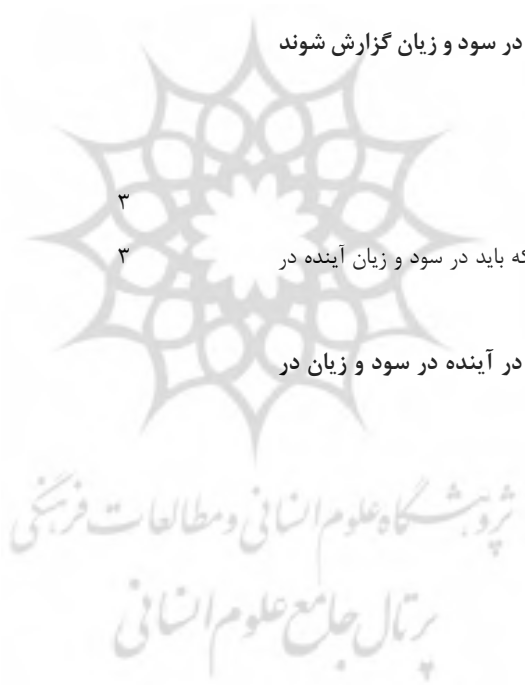 در سود و زیان گزارش شوند
۳
که باید در سود و زیان آینده در
۳
در آینده در سود و زیان در
پژوهشگاه علوم انسانی و مطالعات فرهنگی
پرتال جامع علوم انسانی